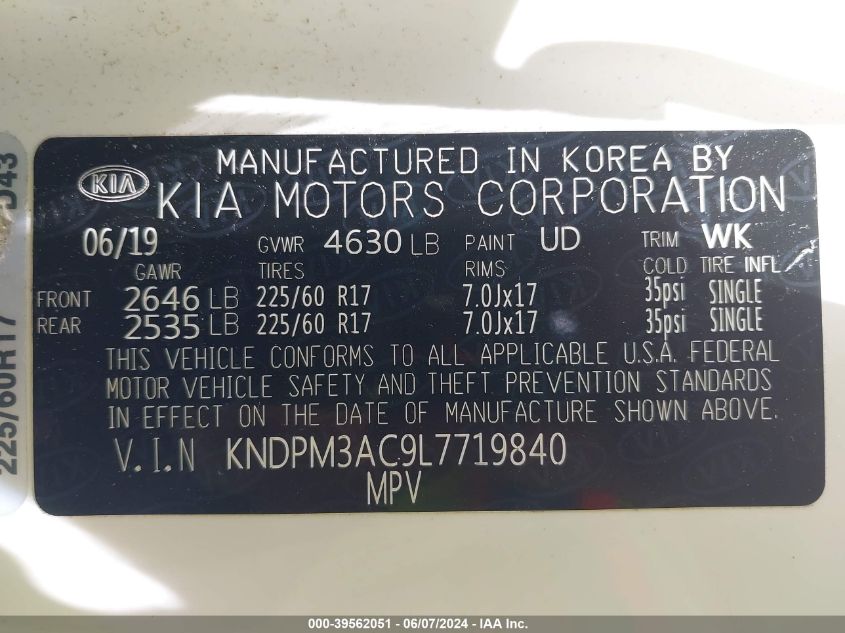 KIA
MANUFACTURED IN KOREA BY
KIA MOTORS CORPORATION
06/19 GVWR 4630 LB PAINT UD TRIM WK
GAWR TIRES RIMS COLD TIRE INFL
FRONT 2646 LB 225/60 R17 7.0Jx17 35psi SINGLE
REAR 2535 LB 225/60 R17 7.0Jx17 35psi SINGLE
THIS VEHICLE CONFORMS TO ALL APPLICABLE U.S.A. FEDERAL
MOTOR VEHICLE SAFETY AND THEFT PREVENTION STANDARDS
IN EFFECT ON THE DATE OF MANUFACTURE SHOWN ABOVE.
V.I.N KNDPM3AC9L7719840
MPV
225/60R17
000-39562051 - 06/07/2024 - IAA Inc.